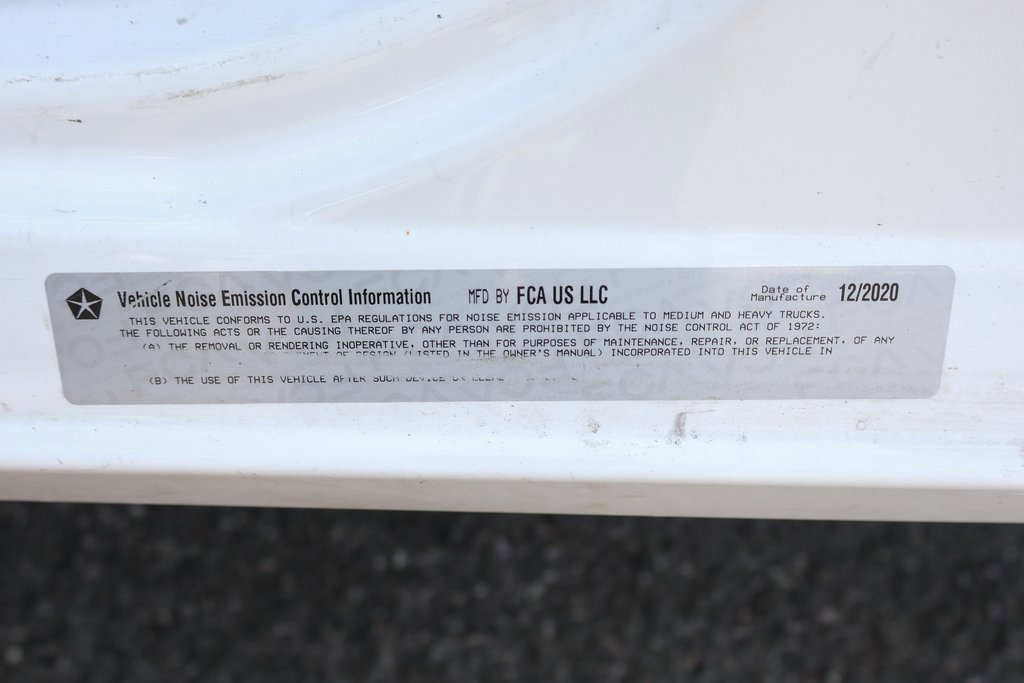 Vehicle Noise Emission Control Information MFD BY FCA US LLC Date of Manufacture 12/2020
THIS VEHICLE CONFORMS TO U.S. EPA REGULATIONS FOR NOISE EMISSION APPLICABLE TO MEDIUM AND HEAVY TRUCKS.
THE FOLLOWING ACTS OR THE CAUSING THEREOF BY ANY PERSON ARE PROHIBITED BY THE NOISE CONTROL ACT OF 1972:
(A) THE REMOVAL OR RENDERING INOPERATIVE, OTHER THAN FOR PURPOSES OF MAINTENANCE, REPAIR, OR REPLACEMENT, OF ANY
OF DESIGN (LISTED IN THE OWNER'S MANUAL) INCORPORATED INTO THIS VEHICLE IN
(B) THE USE OF THIS VEHICLE AFTER SUCH DEVICE OR